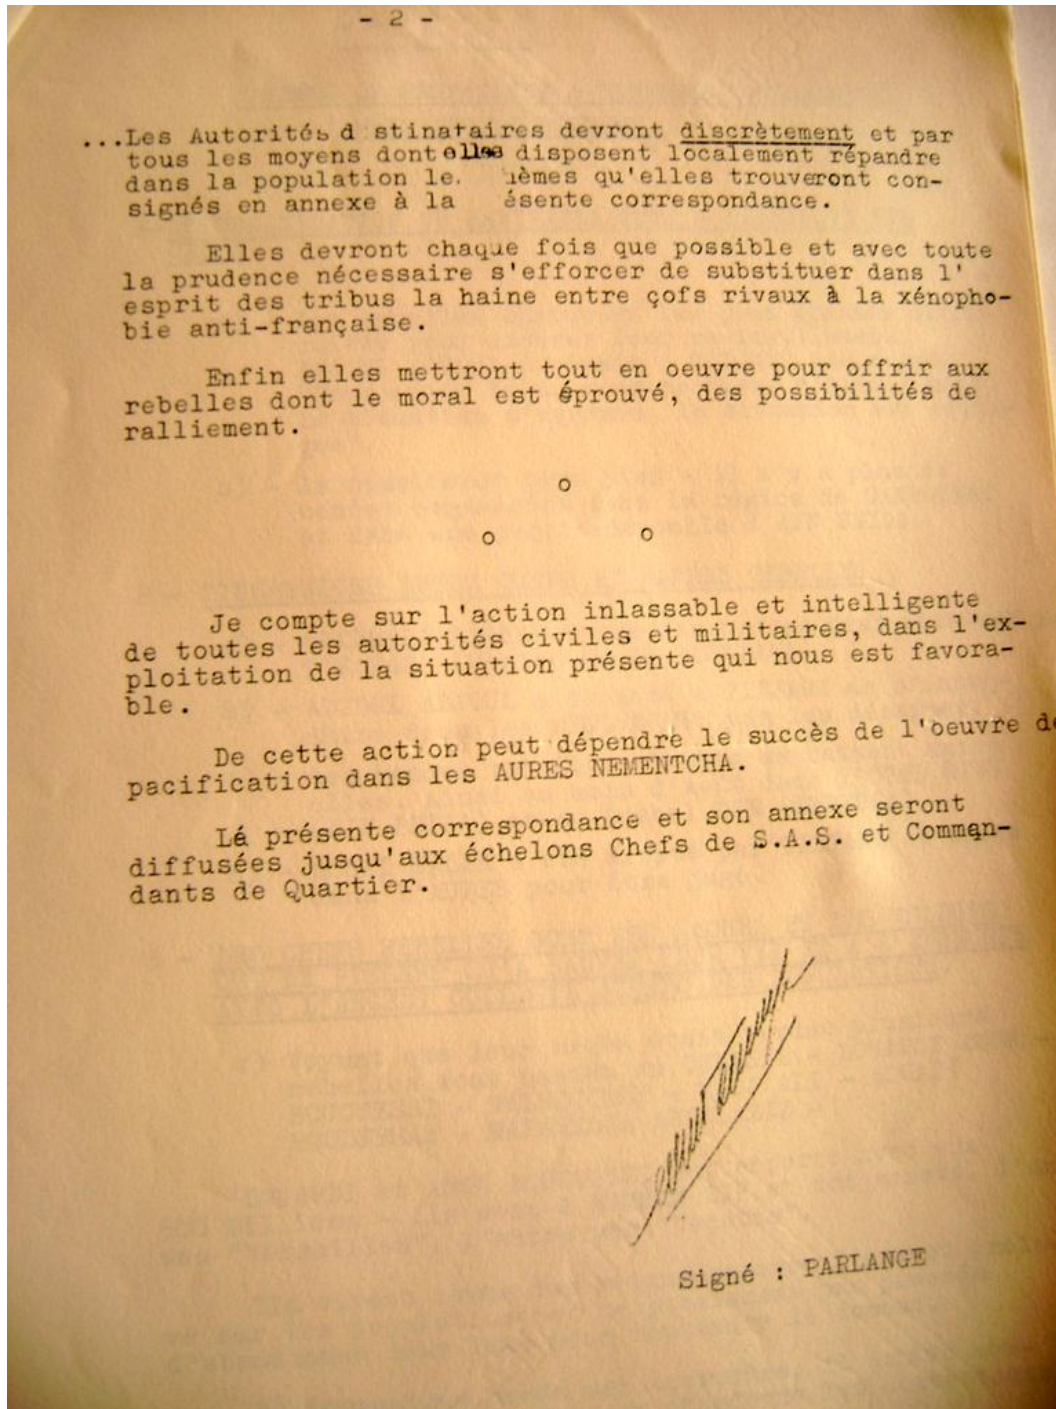 - 2 -
...Les Autorités d stinataires devront discrètement et par
tous les moyens dont elles disposent localement répandre
dans la population le. èmes qu'elles trouveront con-
signés en annexe à la ésente correspondance.
Elles devront chaque fois que possible et avec toute
la prudence nécessaire s'efforcer de substituer dans l'
esprit des tribus la haine entre çofs rivaux à la xénopho-
bie anti-française.
Enfin elles mettront tout en oeuvre pour offrir aux
rebelles dont le moral est éprouvé, des possibilités de
ralliement.
o
o o
Je compte sur l'action inlassable et intelligente
de toutes les autorités civiles et militaires, dans l'ex-
ploitation de la situation présente qui nous est favora-
ble.
De cette action peut dépendre le succès de l'oeuvre de
pacification dans les AURES NEMENTCHA.
Lé présente correspondance et son annexe seront
diffusées jusqu'aux échelons Chefs de S.A.S. et Comman-
dants de Quartier.
Signé : PARLANGE